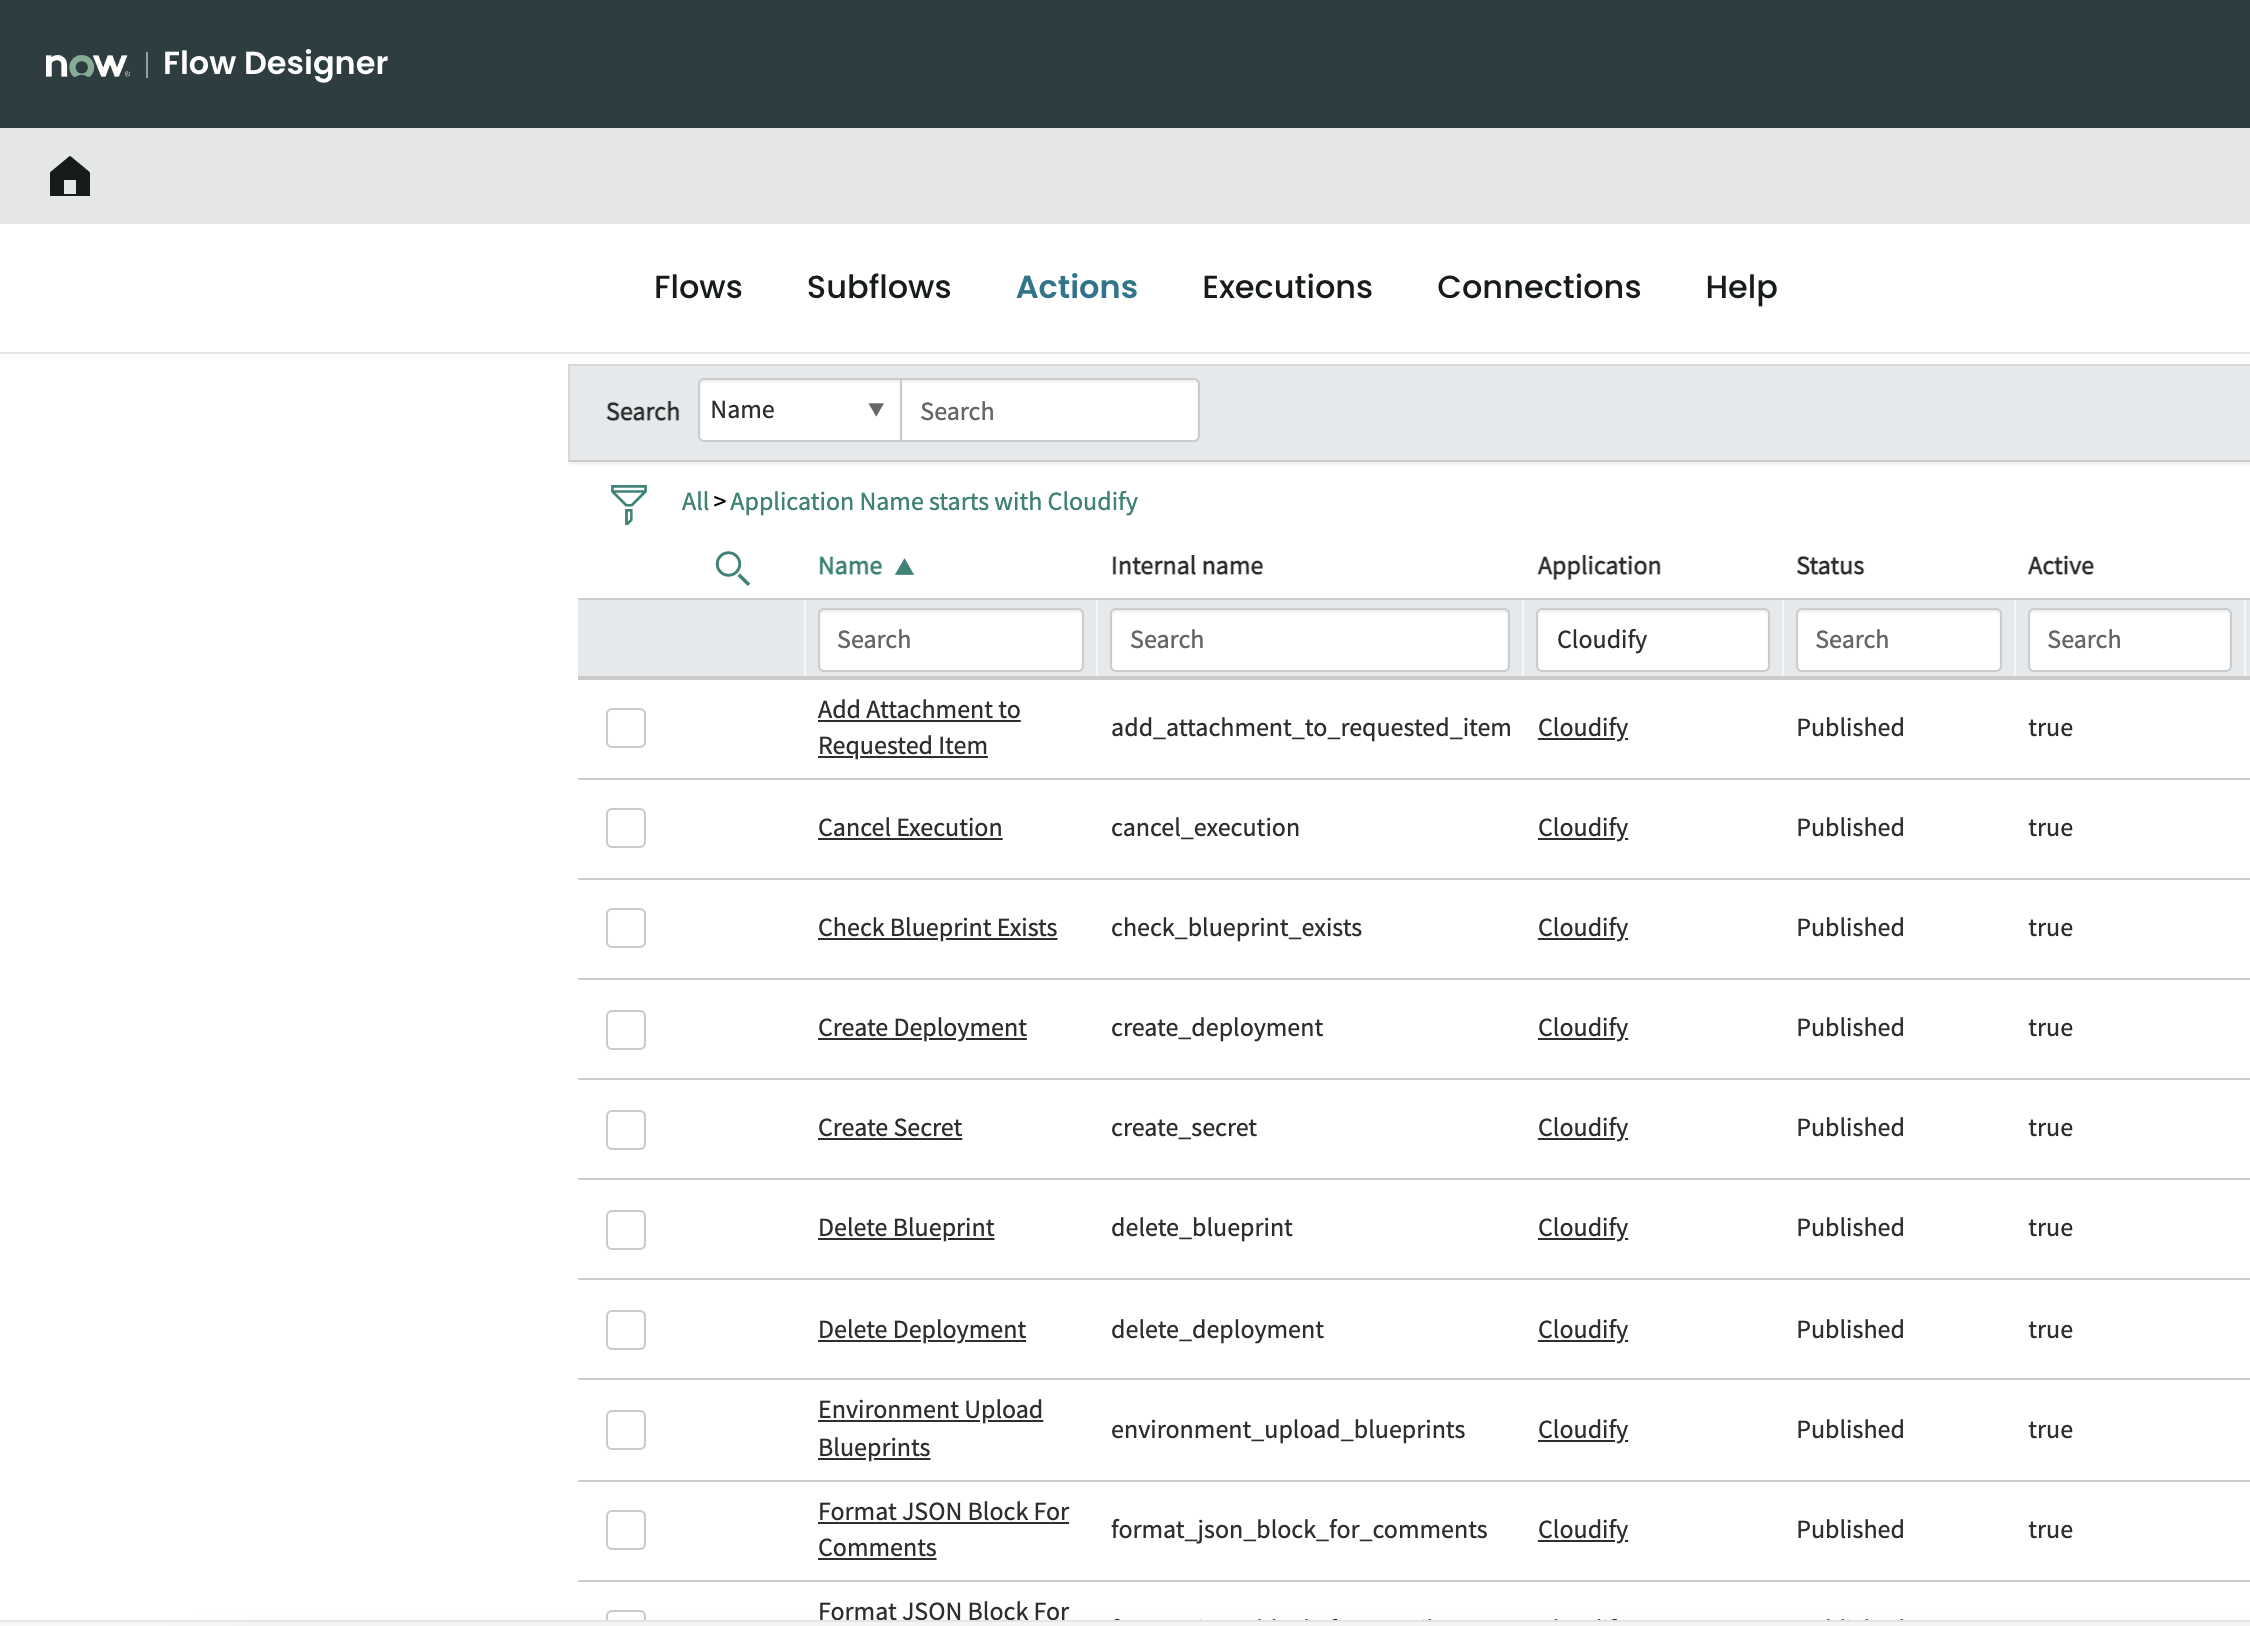 now. | Flow Designer
Flows Subflows Actions Executions Connections Help
Search Name ▼ Search
All > Application Name starts with Cloudify
Name ▲ Internal name Application Status Active
Search Search Cloudify Search Search
Add Attachment to
Requested Item add_attachment_to_requested_item Cloudify Published true
Cancel Execution cancel_execution Cloudify Published true
Check Blueprint Exists check_blueprint_exists Cloudify Published true
Create Deployment create_deployment Cloudify Published true
Create Secret create_secret Cloudify Published true
Delete Blueprint delete_blueprint Cloudify Published true
Delete Deployment delete_deployment Cloudify Published true
Environment Upload
Blueprints environment_upload_blueprints Cloudify Published true
Format JSON Block For
Comments format_json_block_for_comments Cloudify Published true
Format JSON Block For